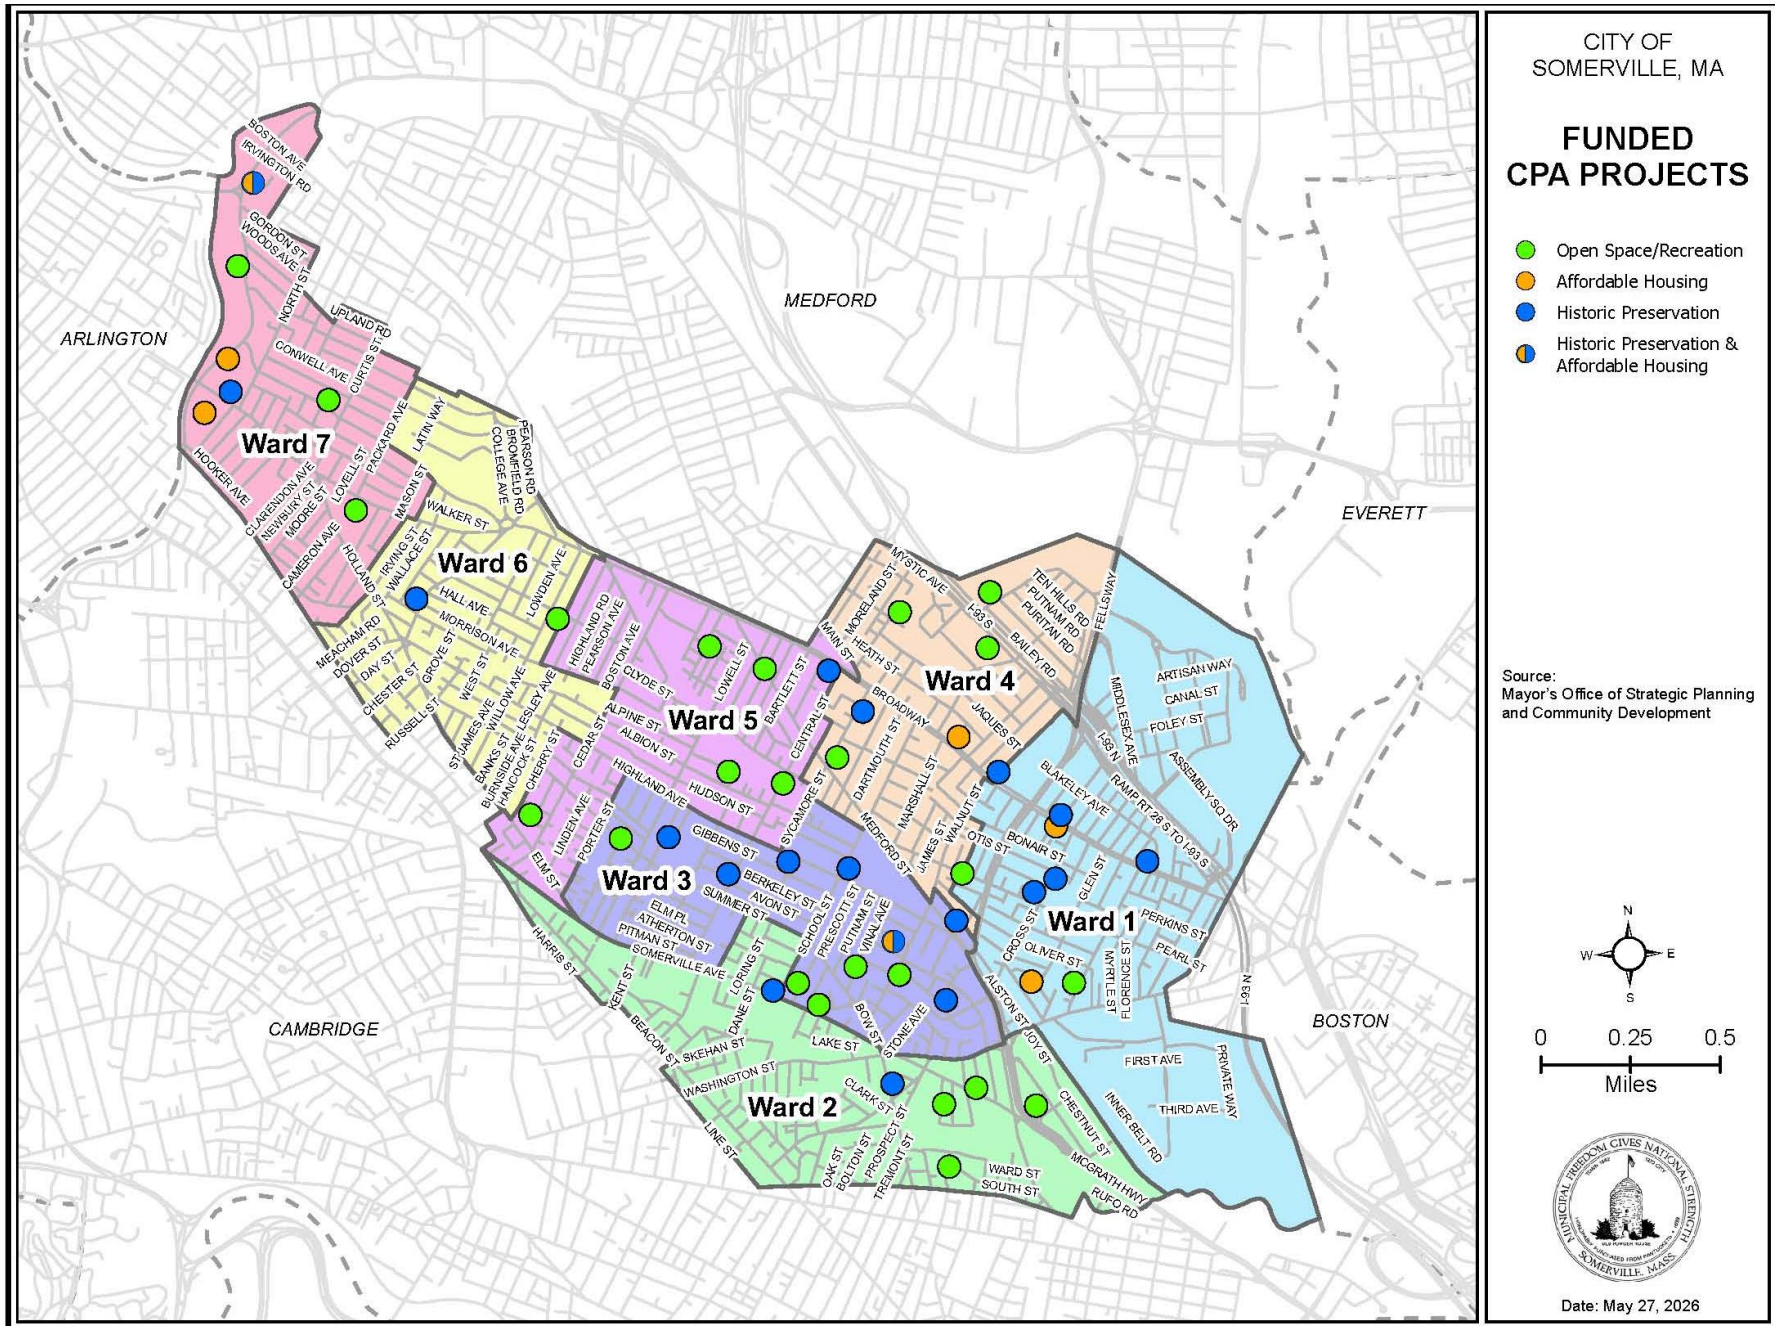 CITY OF
SOMERVILLE, MA
FUNDED
CPA PROJECTS
Open Space/Recreation
Affordable Housing
Historic Preservation
Historic Preservation &
Affordable Housing
Source:
Mayor's Office of Strategic Planning
and Community Development
N
W
E
S
0
0.25
0.5
Miles
MUNICIPAL FREEDOM GIVES NATIONAL STRENGTH
SOMERVILLE, MASS.
Date: May 27, 2026
ARLINGTON
MEDFORD
EVERETT
CAMBRIDGE
BOSTON
Ward 7
BOSTON AVE
IRVINGTON RD
GORDON ST
WOODS AVE
NORTH ST
UPLAND RD
CONWELL AVE
CURTIS ST
PACKARD AVE
HOOKER AVE
CLARENDON AVE
NEWBURY ST
MOORE ST
LOVELL ST
MASON ST
CAMERON AVE
HOLLAND ST
Ward 6
LATIN WAY
PEARSON RD
BROMFIELD RD
COLLEGE AVE
WALKER ST
IRVING ST
WALLACE ST
HALL AVE
MORRISON AVE
LOWDEN AVE
MEACHAM RD
DOVER ST
DAY ST
CHESTER ST
RUSSELL ST
GROVE ST
WEST ST
WILLOW AVE
LESLEY AVE
ST JAMES AVE
BANKS ST
BURNSIDE AVE
HANCOCK ST
CHERRY ST
Ward 5
HIGHLAND RD
PEARSON AVE
BOSTON AVE
CLYDE ST
LOWELL ST
BARTLETT ST
CENTRAL ST
ALPINE ST
ALBION ST
CEDAR ST
HIGHLAND AVE
HUDSON ST
SYCAMORE ST
LINDEN AVE
PORTER ST
ELM ST
Ward 4
MYSTIC AVE
MORELAND ST
MAIN ST
HEATH ST
I-93 S
BAILEY RD
TEN HILLS RD
PUTNAM RD
PURITAN RD
FELLSWAY
BROADWAY
JAQUES ST
DARTMOUTH ST
MARSHALL ST
WALNUT ST
JAMES ST
MEDFORD ST
Ward 3
GIBBENS ST
BERKELEY ST
AVON ST
SUMMER ST
ELM PL
ATHERTON ST
PITMAN ST
SOMERVILLE AVE
SCHOOL ST
PRESCOTT ST
PUTNAM ST
VINAL AVE
BOW ST
STONE AVE
Ward 1
ARTISAN WAY
CANAL ST
FOLEY ST
MIDDLESEX AVE
ASSEMBLY SQ DR
I-93 N
RAMP RT 28 S TO I-93 S
BLAKELEY AVE
OTIS ST
BONAIR ST
GLEN ST
CROSS ST
PERKINS ST
PEARL ST
OLIVER ST
MYRTLE ST
FLORENCE ST
ALSTON ST
JOY ST
I-93 N
FIRST AVE
THIRD AVE
PRIVATE WAY
INNER BELT RD
Ward 2
HARRIS ST
KENT ST
BEACON ST
LORING ST
DANE ST
SKEHAN ST
WASHINGTON ST
LAKE ST
CLARK ST
LINE ST
OAK ST
BOLTON ST
PROSPECT ST
TREMONT ST
WARD ST
SOUTH ST
CHESTNUT ST
MCGRATH HWY
RUFO RD